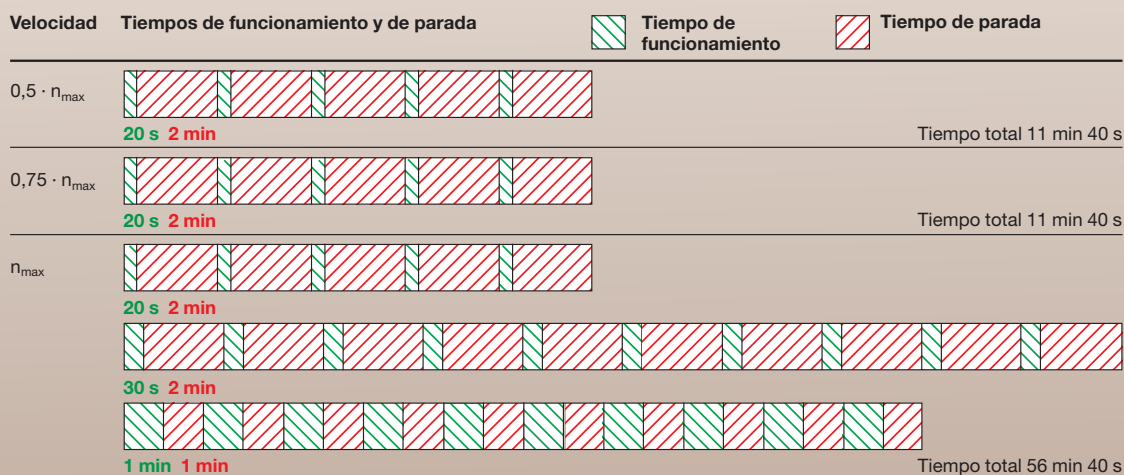 Velocidad Tiempos de funcionamiento y de parada Tiempo de funcionamiento Tiempo de parada
0,5 · nmax
20 s 2 min Tiempo total 11 min 40 s
0,75 · nmax
20 s 2 min Tiempo total 11 min 40 s
nmax
20 s 2 min
30 s 2 min
1 min 1 min Tiempo total 56 min 40 s